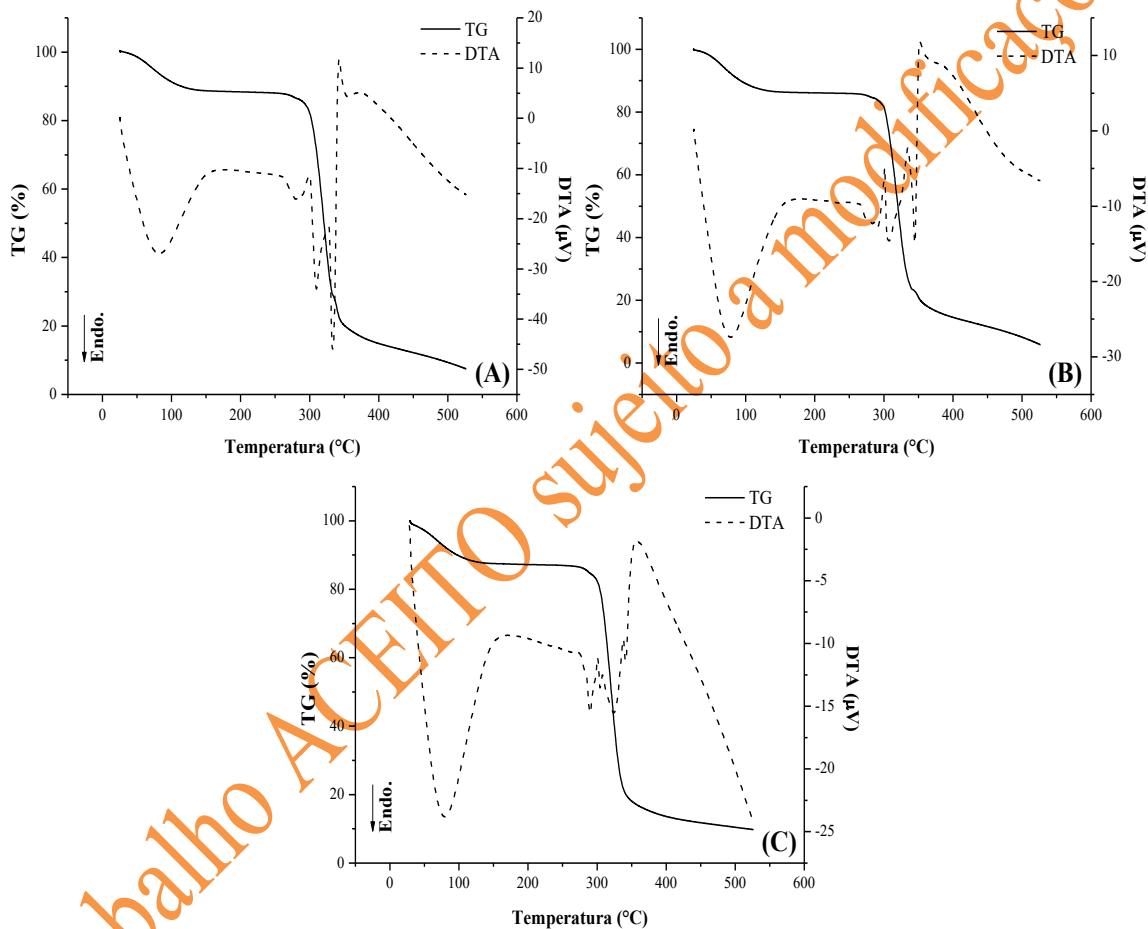 TG
DTA
TG (%)
100
80
60
40
20
0
20
10
0
-10
-20
-30
-40
-50
DTA (µV)
Endo.
(A)
0 100 200 300 400 500 600
Temperatura (°C)
TG
DTA
TG (%)
100
80
60
40
20
0
10
0
-10
-20
-30
DTA (µV)
Endo.
(B)
0 100 200 300 400 500 600
Temperatura (°C)
TG
DTA
TG (%)
100
80
60
40
20
0
0
-5
-10
-15
-20
-25
DTA (µV)
Endo.
(C)
0 100 200 300 400 500 600
Temperatura (°C)
balho ACEITO sujeito a modificaçõe